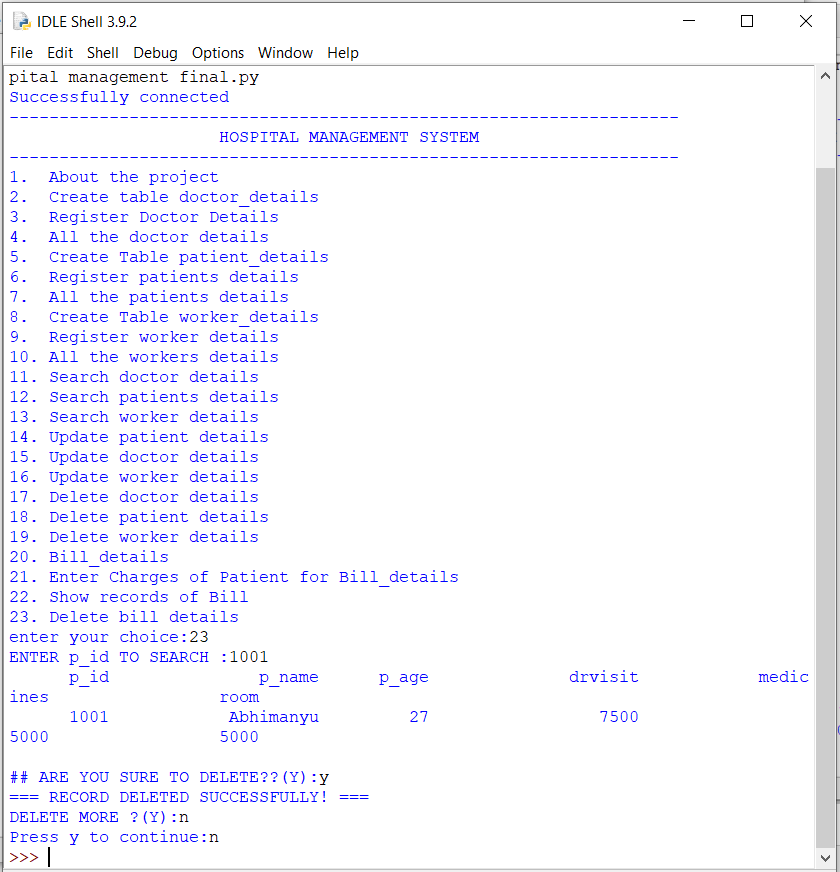 IDLE Shell 3.9.2
File Edit Shell Debug Options Window Help
pital management final.py
Successfully connected
-------------------------------------------------------------------
HOSPITAL MANAGEMENT SYSTEM
-------------------------------------------------------------------
1. About the project
2. Create table doctor_details
3. Register Doctor Details
4. All the doctor details
5. Create Table patient_details
6. Register patients details
7. All the patients details
8. Create Table worker_details
9. Register worker details
10. All the workers details
11. Search doctor details
12. Search patients details
13. Search worker details
14. Update patient details
15. Update doctor details
16. Update worker details
17. Delete doctor details
18. Delete patient details
19. Delete worker details
20. Bill_details
21. Enter Charges of Patient for Bill_details
22. Show records of Bill
23. Delete bill details
enter your choice:23
ENTER p_id TO SEARCH :1001
p_id p_name p_age drvisit medic
ines room
1001 Abhimanyu 27 7500
5000 5000
## ARE YOU SURE TO DELETE??(Y):y
=== RECORD DELETED SUCCESSFULLY! ===
DELETE MORE ?(Y):n
Press y to continue:n
>>>